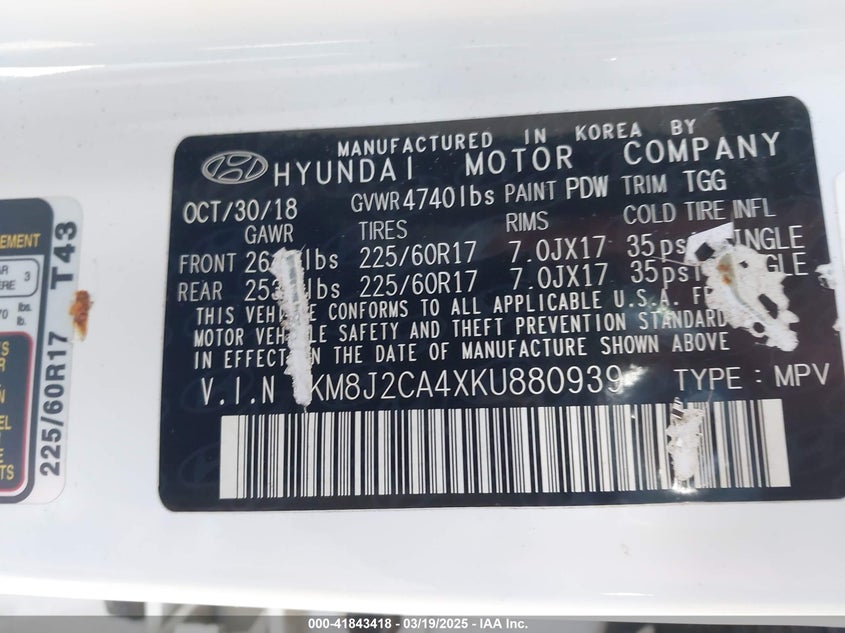 MANUFACTURED IN KOREA BY
HYUNDAI MOTOR COMPANY
OCT/30/18 GVWR 4740lbs PAINT PDW TRIM TGG
GAWR TIRES RIMS COLD TIRE INFL
FRONT lbs 225/60R17 7.0JX17 35psi
REAR lbs 225/60R17 7.0JX17 35psi
THIS VEHICLE CONFORMS TO ALL APPLICABLE U.S.A.
MOTOR VEHICLE SAFETY AND THEFT PREVENTION STANDARD
IN EFFECT ON THE DATE OF MANUFACTURE SHOWN ABOVE
V.I.N KM8J2CA4XKU880939 TYPE : MPV
225/60R17 T43
000-41843418 - 03/19/2025 - IAA Inc.